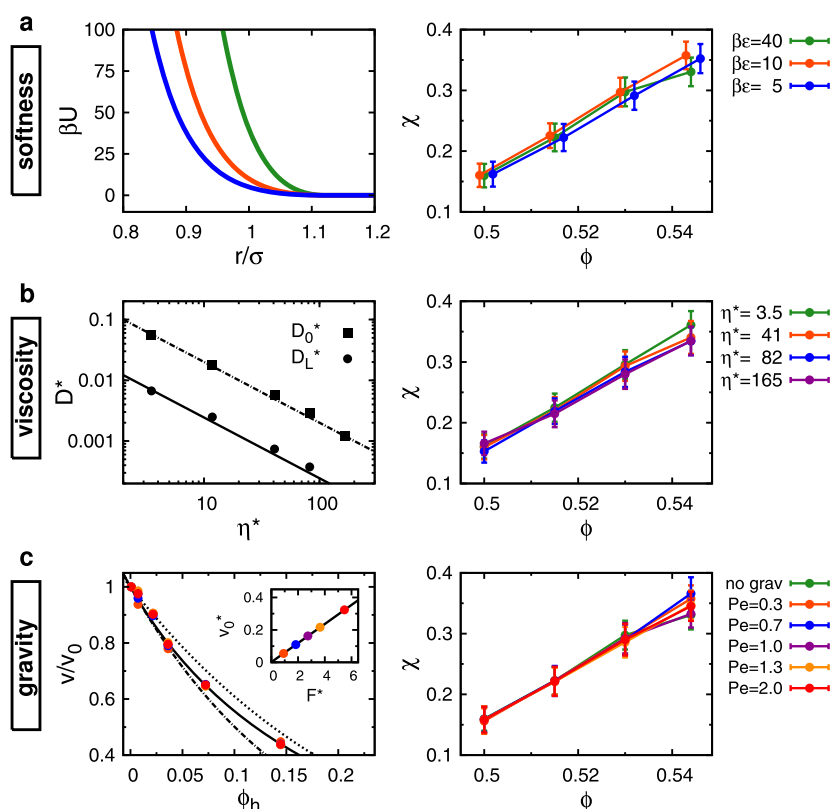 a
softness
100
75
50
25
0
βU
0.8 0.9 1.0 1.1 1.2
r/σ
0.4
0.3
0.2
0.1
χ
0.5 0.52 0.54
ϕ
βε=40
βε=10
βε= 5
b
viscosity
0.1
0.01
0.001
D*
D₀*
D_L*
10 100
η*
0.4
0.3
0.2
0.1
χ
0.5 0.52 0.54
ϕ
η*= 3.5
η*= 41
η*= 82
η*=165
c
gravity
1
0.8
0.6
0.4
v/v₀
0 0.05 0.1 0.15 0.2
ϕₕ
0.4
0.2
0
v₀*
0 2 4 6
F*
0.4
0.3
0.2
0.1
χ
0.5 0.52 0.54
ϕ
no grav
Pe=0.3
Pe=0.7
Pe=1.0
Pe=1.3
Pe=2.0